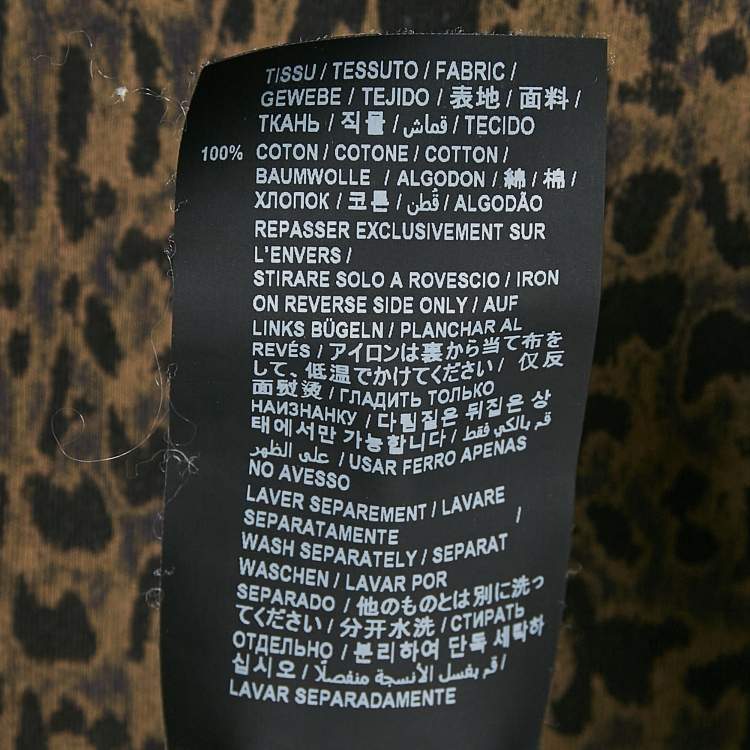 TISSU / TESSUTO / FABRIC /
GEWEBE / TEJIDO / 表地 / 面料 /
ТКАНЬ / 직물 / قماش / TECIDO
100% COTON / COTONE / COTTON /
BAUMWOLLE / ALGODON / 綿 / 棉 /
ХЛОПОК / 코튼 / قُطن / ALGODÃO
REPASSER EXCLUSIVEMENT SUR
L'ENVERS /
STIRARE SOLO A ROVESCIO / IRON
ON REVERSE SIDE ONLY / AUF
LINKS BÜGELN / PLANCHAR AL
REVÉS / アイロンは裏から当て布を
して、低温でかけてください / 仅反
面熨烫 / ГЛАДИТЬ ТОЛЬКО
НАИЗНАНКУ / 다림질은 뒤집은 상
태에서만 가능합니다 / قم بالكي فقط
على الظهر / USAR FERRO APENAS
NO AVESSO
LAVER SEPAREMENT / LAVARE
SEPARATAMENTE /
WASH SEPARATELY / SEPARAT
WASCHEN / LAVAR POR
SEPARADO / 他のものとは別に洗っ
てください / 分开水洗 / СТИРАТЬ
ОТДЕЛЬНО / 분리하여 단독 세탁하
십시오 / قم بغسل الأنسجة منفصلًا /
LAVAR SEPARADAMENTE